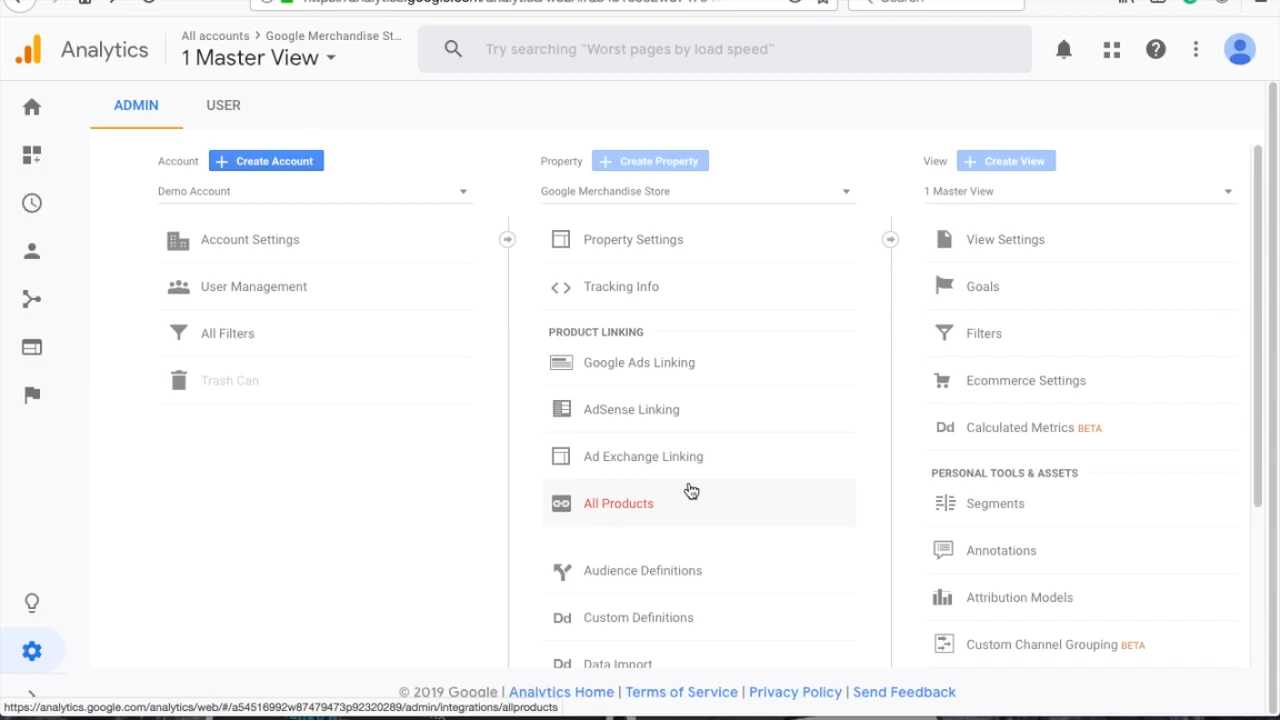 Analytics
All accounts > Google Merchandise St...
1 Master View
Try searching “Worst pages by load speed”
ADMIN
USER
Account
+ Create Account
Demo Account
Account Settings
User Management
All Filters
Trash Can
Property
+ Create Property
Google Merchandise Store
Property Settings
Tracking Info
PRODUCT LINKING
Google Ads Linking
AdSense Linking
Ad Exchange Linking
All Products
Audience Definitions
Dd Custom Definitions
Dd Data Import
View
+ Create View
1 Master View
View Settings
Goals
Filters
Ecommerce Settings
Dd Calculated Metrics BETA
PERSONAL TOOLS & ASSETS
Segments
Annotations
Attribution Models
Custom Channel Grouping BETA
© 2019 Google | Analytics Home | Terms of Service | Privacy Policy | Send Feedback
https://analytics.google.com/analytics/web/#/a54516992w87479473p92320289/admin/integrations/allproducts